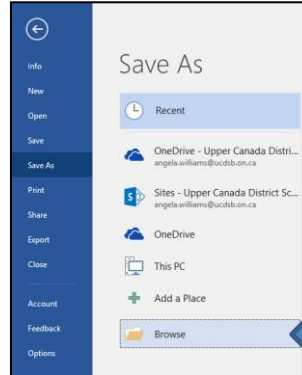 Info
New
Open
Save
Save As
Print
Share
Export
Close
Account
Feedback
Options
Save As
Recent
OneDrive - Upper Canada Distri...
angela.williams@ucdsb.on.ca
Sites - Upper Canada District Sc...
angela.williams@ucdsb.on.ca
OneDrive
This PC
Add a Place
Browse